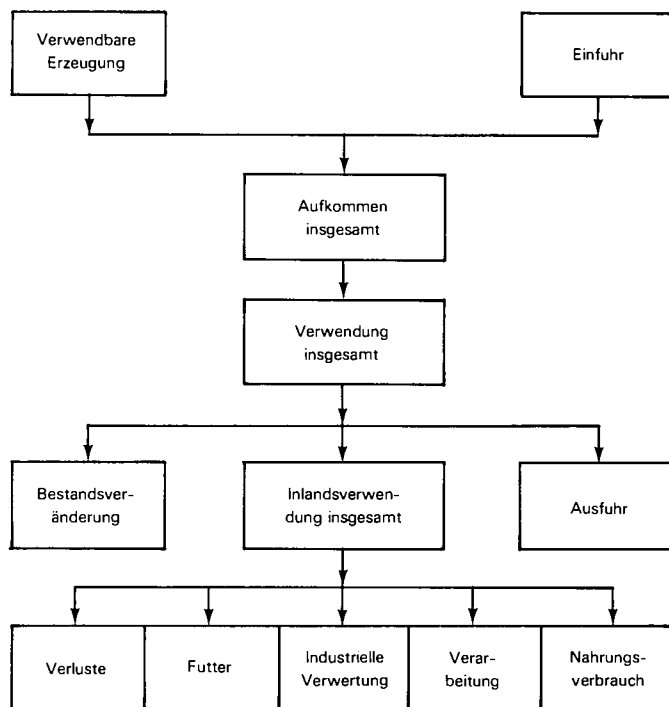 Verwendbare
Erzeugung
Einfuhr
Aufkommen
insgesamt
Verwendung
insgesamt
Bestandsver-
änderung
Inlandsverwen-
dung insgesamt
Ausfuhr
Verluste
Futter
Industrielle
Verwertung
Verar-
beitung
Nahrungs-
verbrauch